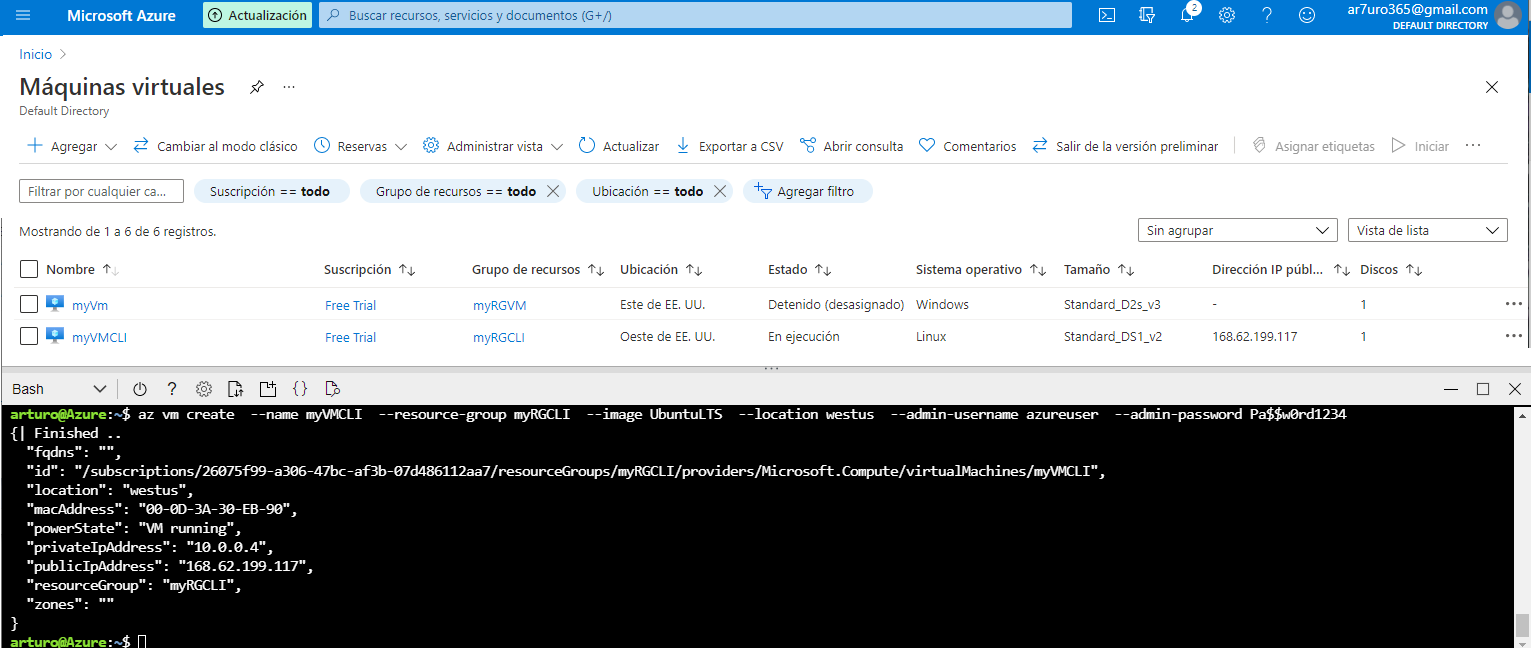 Microsoft Azure Actualización Buscar recursos, servicios y documentos (G+/) 2 ar7uro365@gmail.com
DEFAULT DIRECTORY
Inicio >
Máquinas virtuales ...
Default Directory
Agregar Cambiar al modo clásico Reservas Administrar vista Actualizar Exportar a CSV Abrir consulta Comentarios Salir de la versión preliminar Asignar etiquetas Iniciar ...
Filtrar por cualquier ca... Suscripción == todo Grupo de recursos == todo Ubicación == todo Agregar filtro
Mostrando de 1 a 6 de 6 registros. Sin agrupar Vista de lista
Nombre Suscripción Grupo de recursos Ubicación Estado Sistema operativo Tamaño Dirección IP públ... Discos
myVm Free Trial myRGVM Este de EE. UU. Detenido (desasignado) Windows Standard_D2s_v3 - 1 ...
myVMCLI Free Trial myRGCLI Oeste de EE. UU. En ejecución Linux Standard_DS1_v2 168.62.199.117 1 ...
Bash ? {}
arturo@Azure:~$ az vm create --name myVMCLI --resource-group myRGCLI --image UbuntuLTS --location westus --admin-username azureuser --admin-password Pa$$w0rd1234
{| Finished ..
"fqdns": "",
"id": "/subscriptions/26075f99-a306-47bc-af3b-07d486112aa7/resourceGroups/myRGCLI/providers/Microsoft.Compute/virtualMachines/myVMCLI",
"location": "westus",
"macAddress": "00-0D-3A-30-EB-90",
"powerState": "VM running",
"privateIpAddress": "10.0.0.4",
"publicIpAddress": "168.62.199.117",
"resourceGroup": "myRGCLI",
"zones": ""
}
arturo@Azure:~$